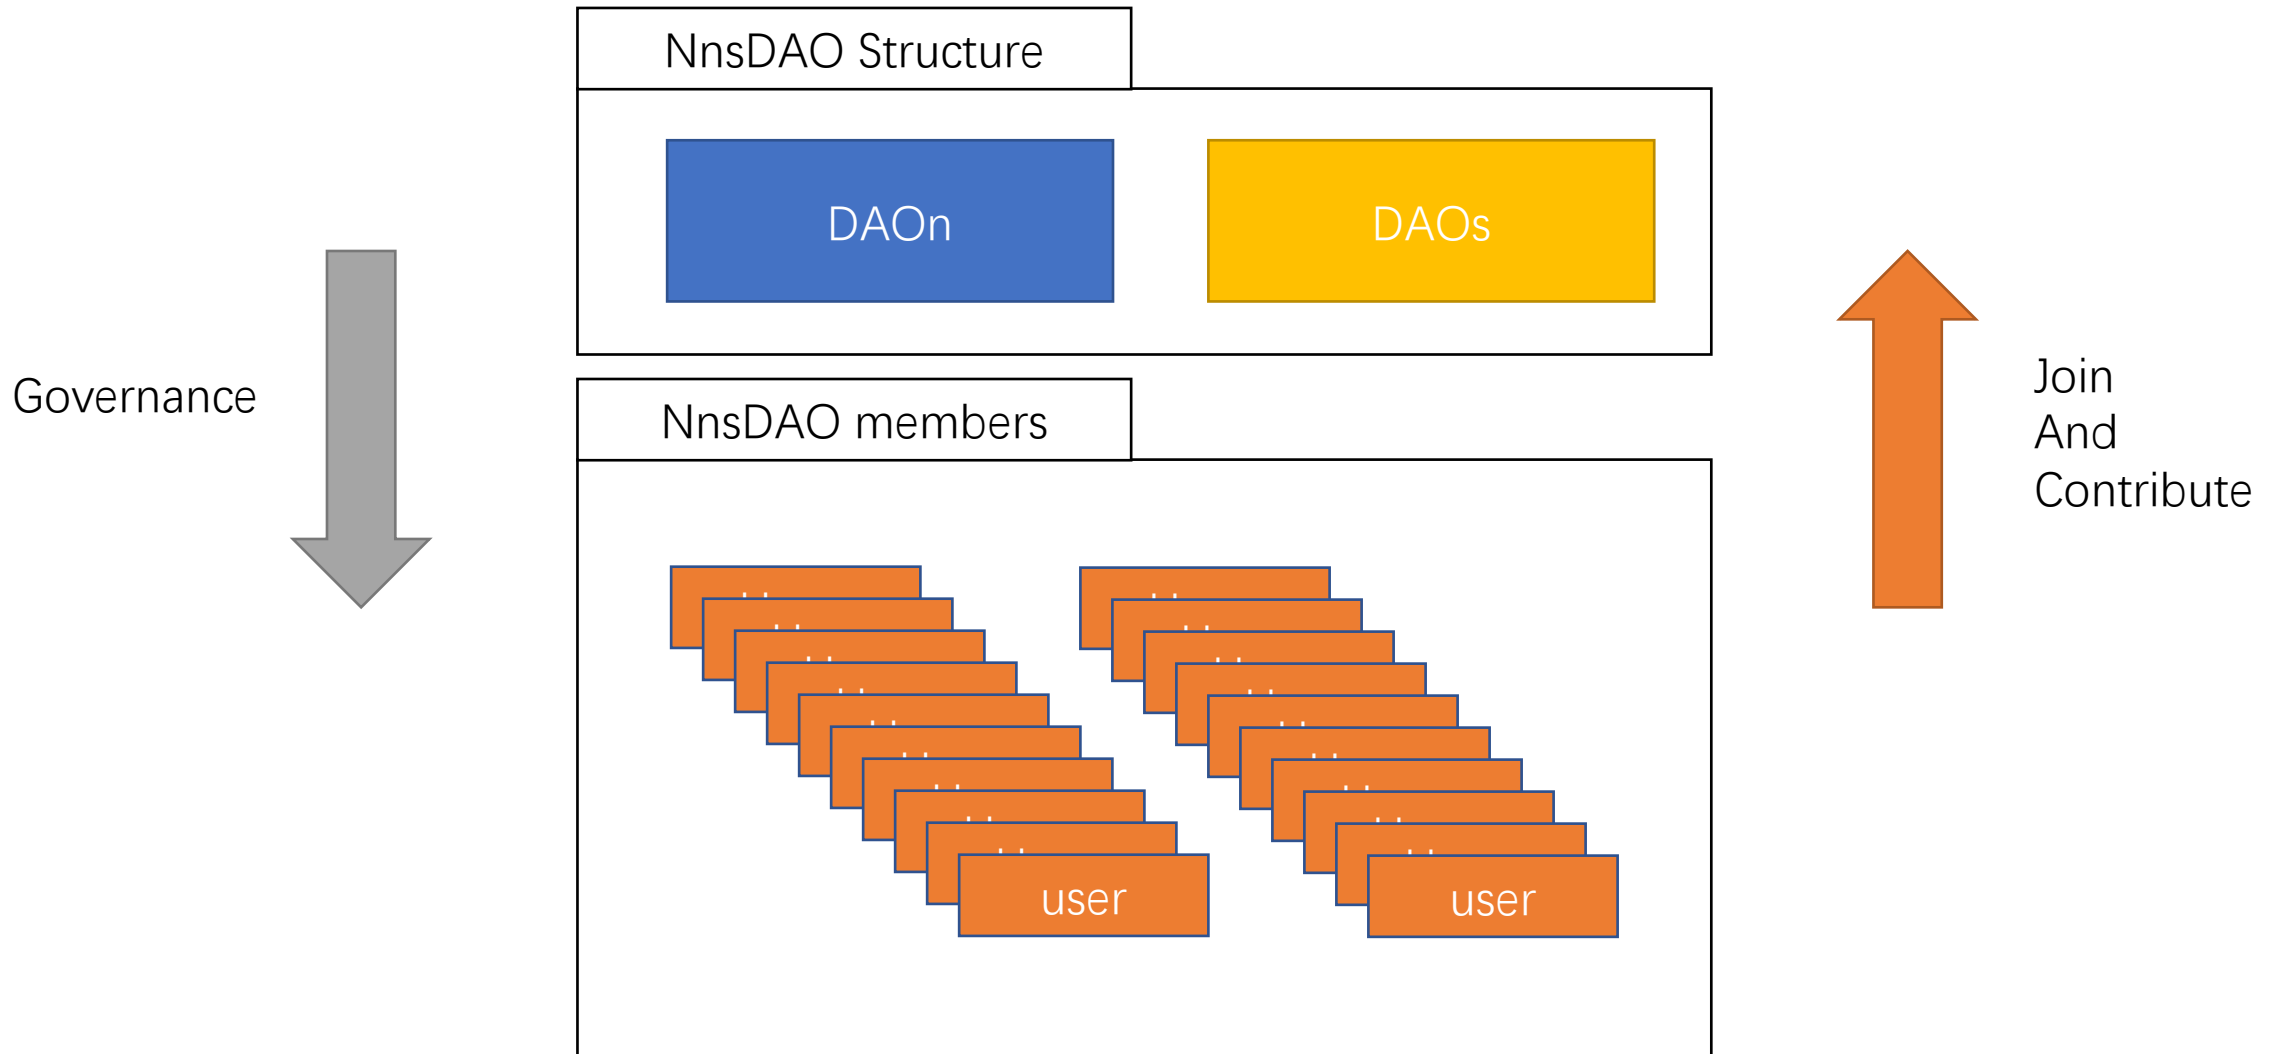 NnsDAO Structure
DAOn
DAOs
Governance
NnsDAO members
Join
And
Contribute
user
user